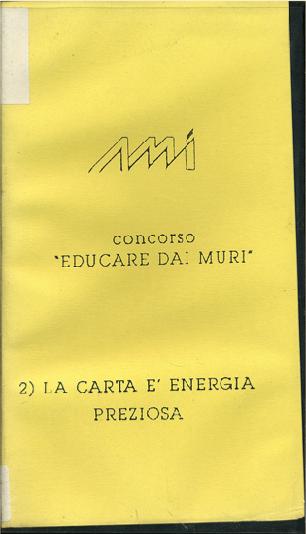 AMI
concorso
"EDUCARE DAI MURI"
2) LA CARTA E' ENERGIA
PREZIOSA